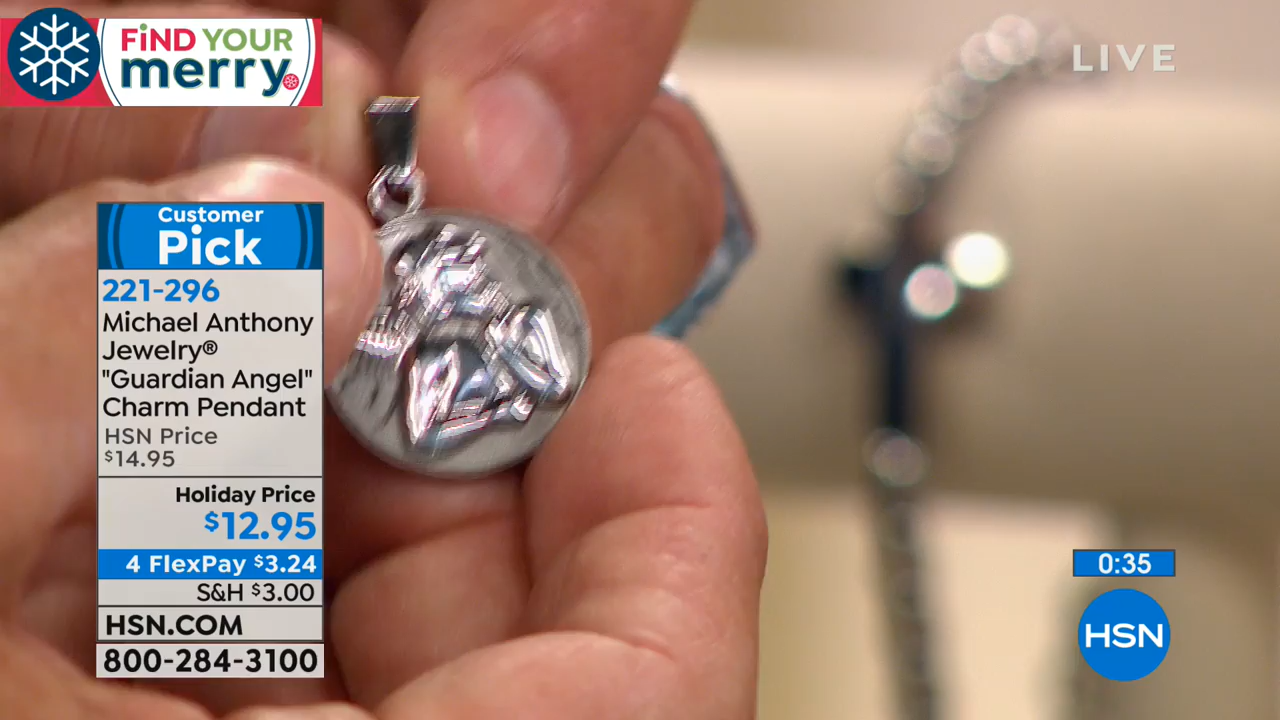 FiND YOUR
merry.
LIVE
Customer
Pick
221-296
Michael Anthony
Jewelry®
"Guardian Angel"
Charm Pendant
HSN Price
$14.95
Holiday Price
$12.95
4 FlexPay $3.24
S&H $3.00
HSN.COM
800-284-3100
0:35
HSN